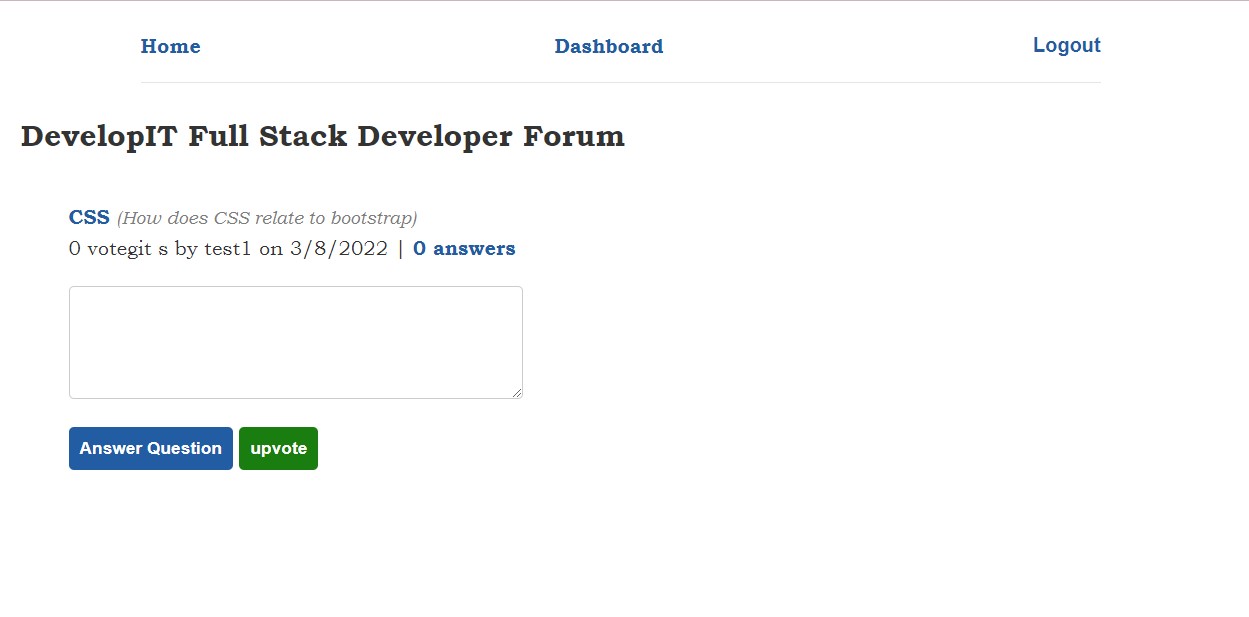 Home Dashboard Logout
DevelopIT Full Stack Developer Forum
CSS (How does CSS relate to bootstrap)
0 votegit s by test1 on 3/8/2022 | 0 answers
Answer Question upvote